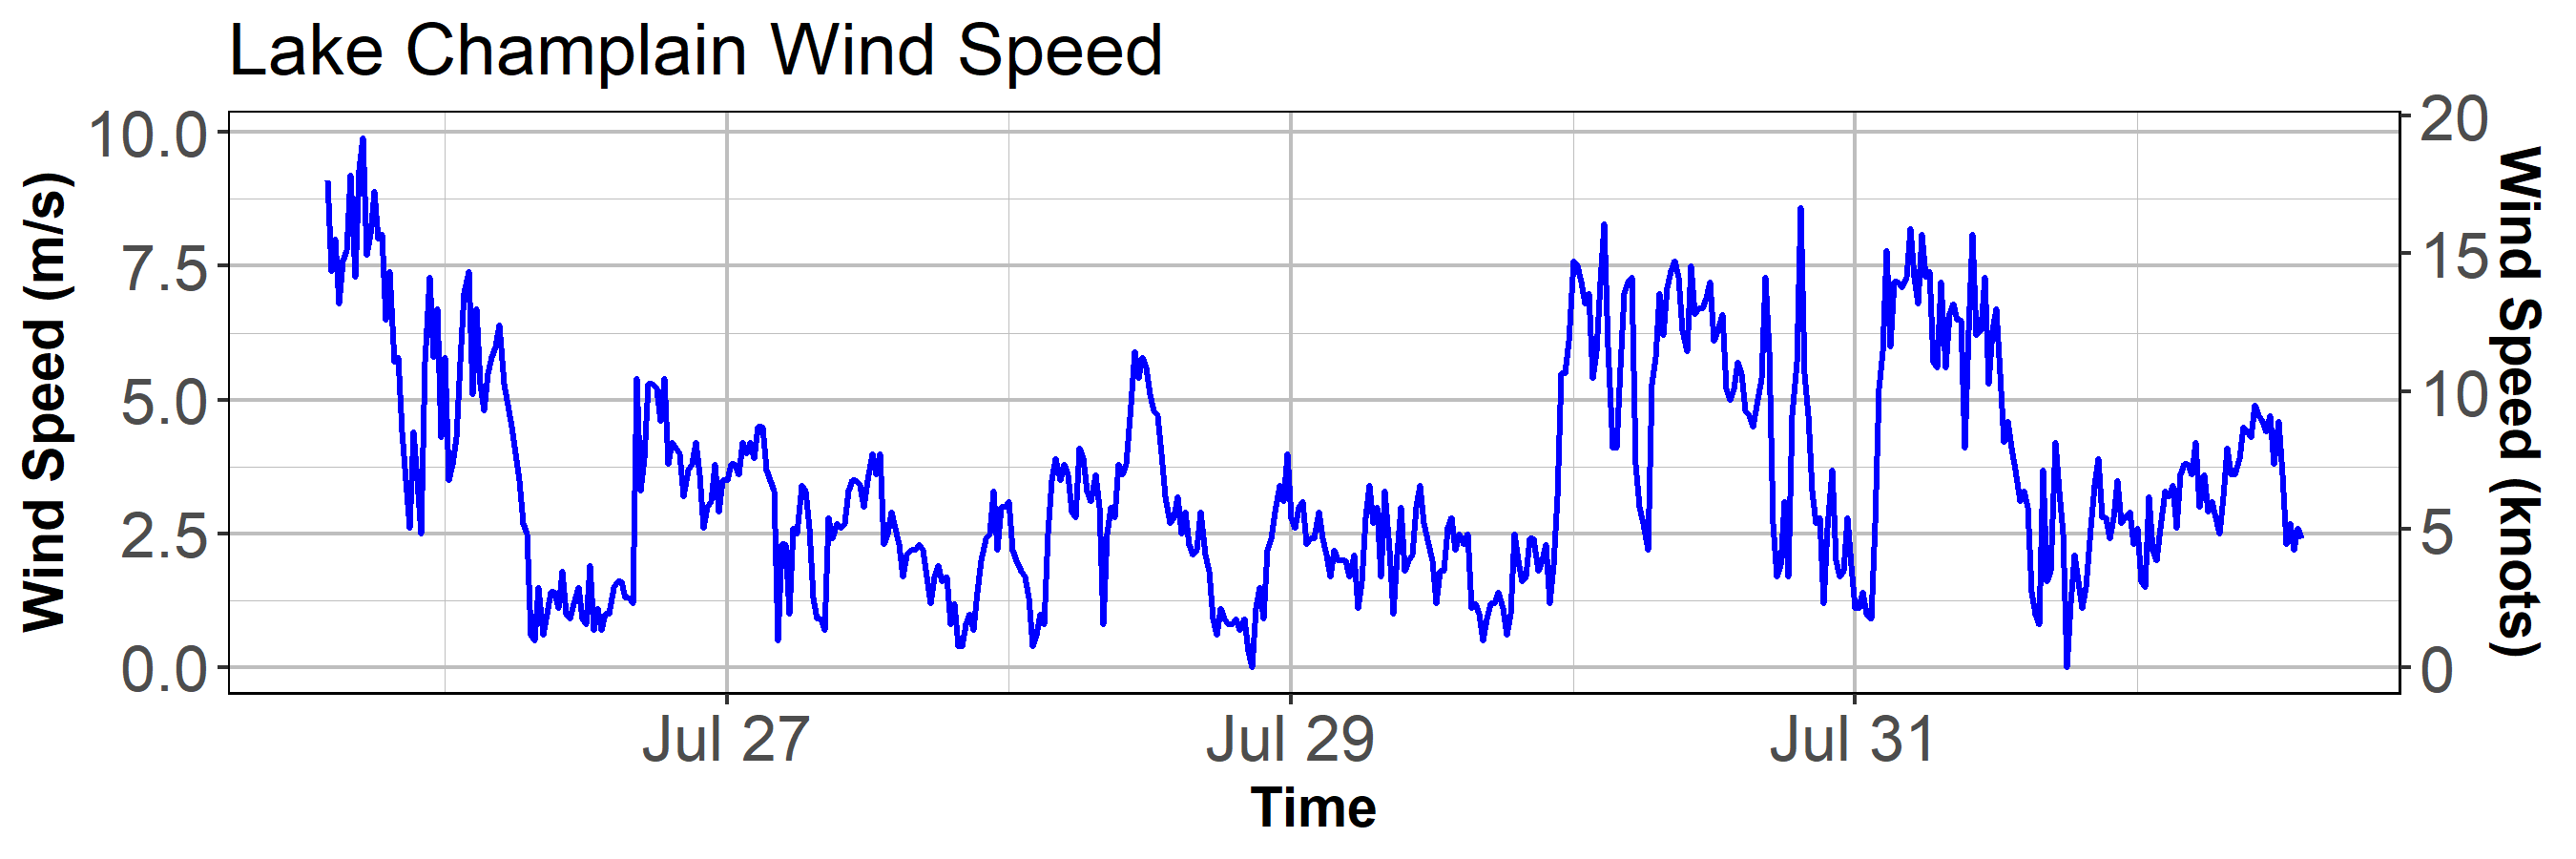 Lake Champlain Wind Speed
Wind Speed (m/s)
10.0
7.5
5.0
2.5
0.0
20
15
10
5
0
Wind Speed (knots)
Jul 27
Jul 29
Jul 31
Time